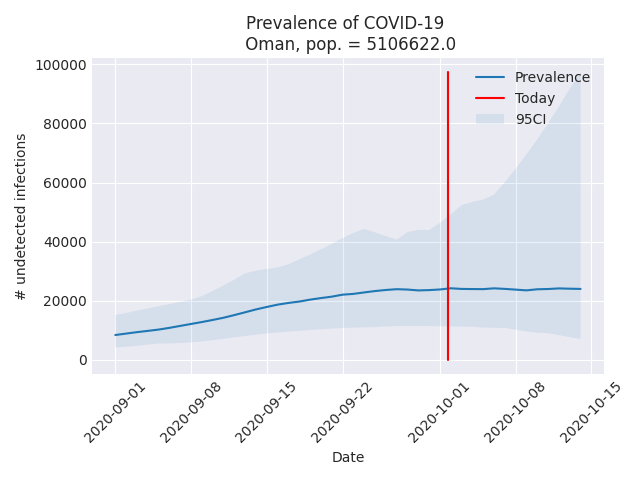 Prevalence of COVID-19
Oman, pop. = 5106622.0
100000
80000
60000
40000
20000
0
# undetected infections
Prevalence
Today
95CI
2020-09-01
2020-09-08
2020-09-15
2020-09-22
2020-10-01
2020-10-08
2020-10-15
Date